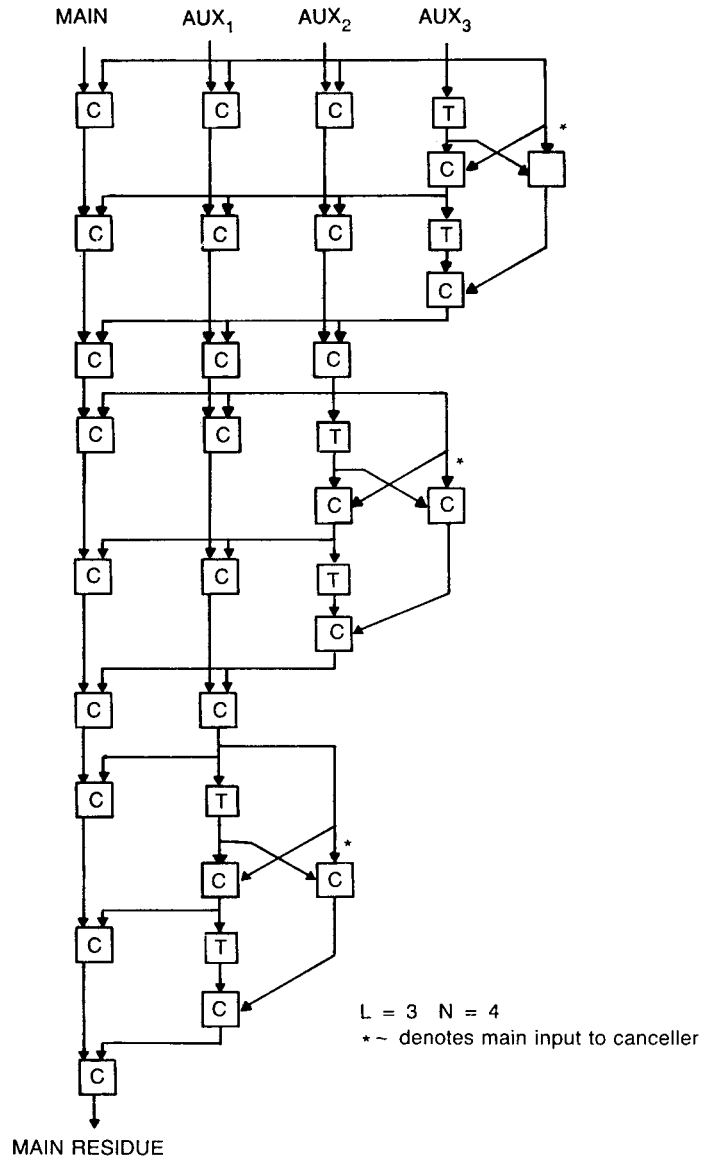 MAIN AUX1 AUX2 AUX3
C C C T
*
C
C C C T
C
C C C
C C T
*
C C
C C T
C
C C
C T
*
C C
C T
C
L = 3 N = 4
*~ denotes main input to canceller
C
MAIN RESIDUE